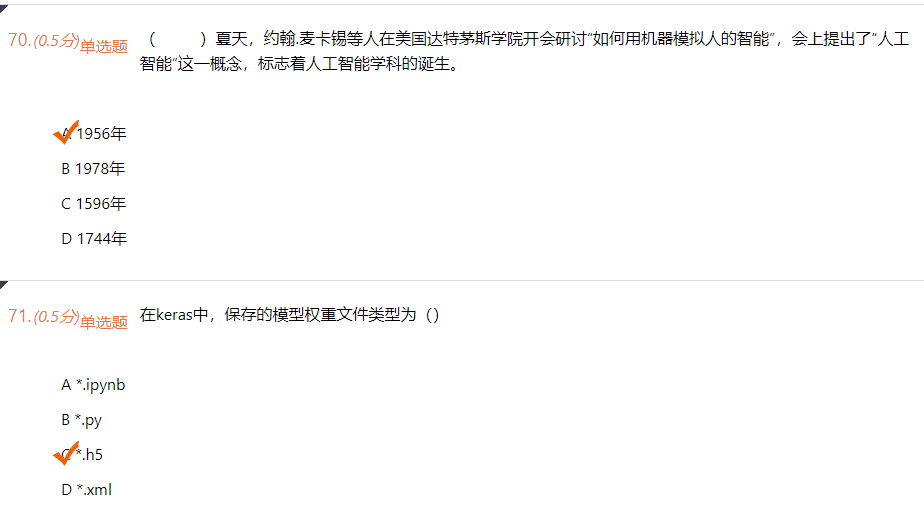 70.(0.5分)单选题 （　　）夏天，约翰.麦卡锡等人在美国达特茅斯学院开会研讨“如何用机器模拟人的智能”，会上提出了“人工
智能”这一概念，标志着人工智能学科的诞生。
A 1956年
B 1978年
C 1596年
D 1744年
71.(0.5分)单选题 在keras中，保存的模型权重文件类型为（）
A *.ipynb
B *.py
C *.h5
D *.xml